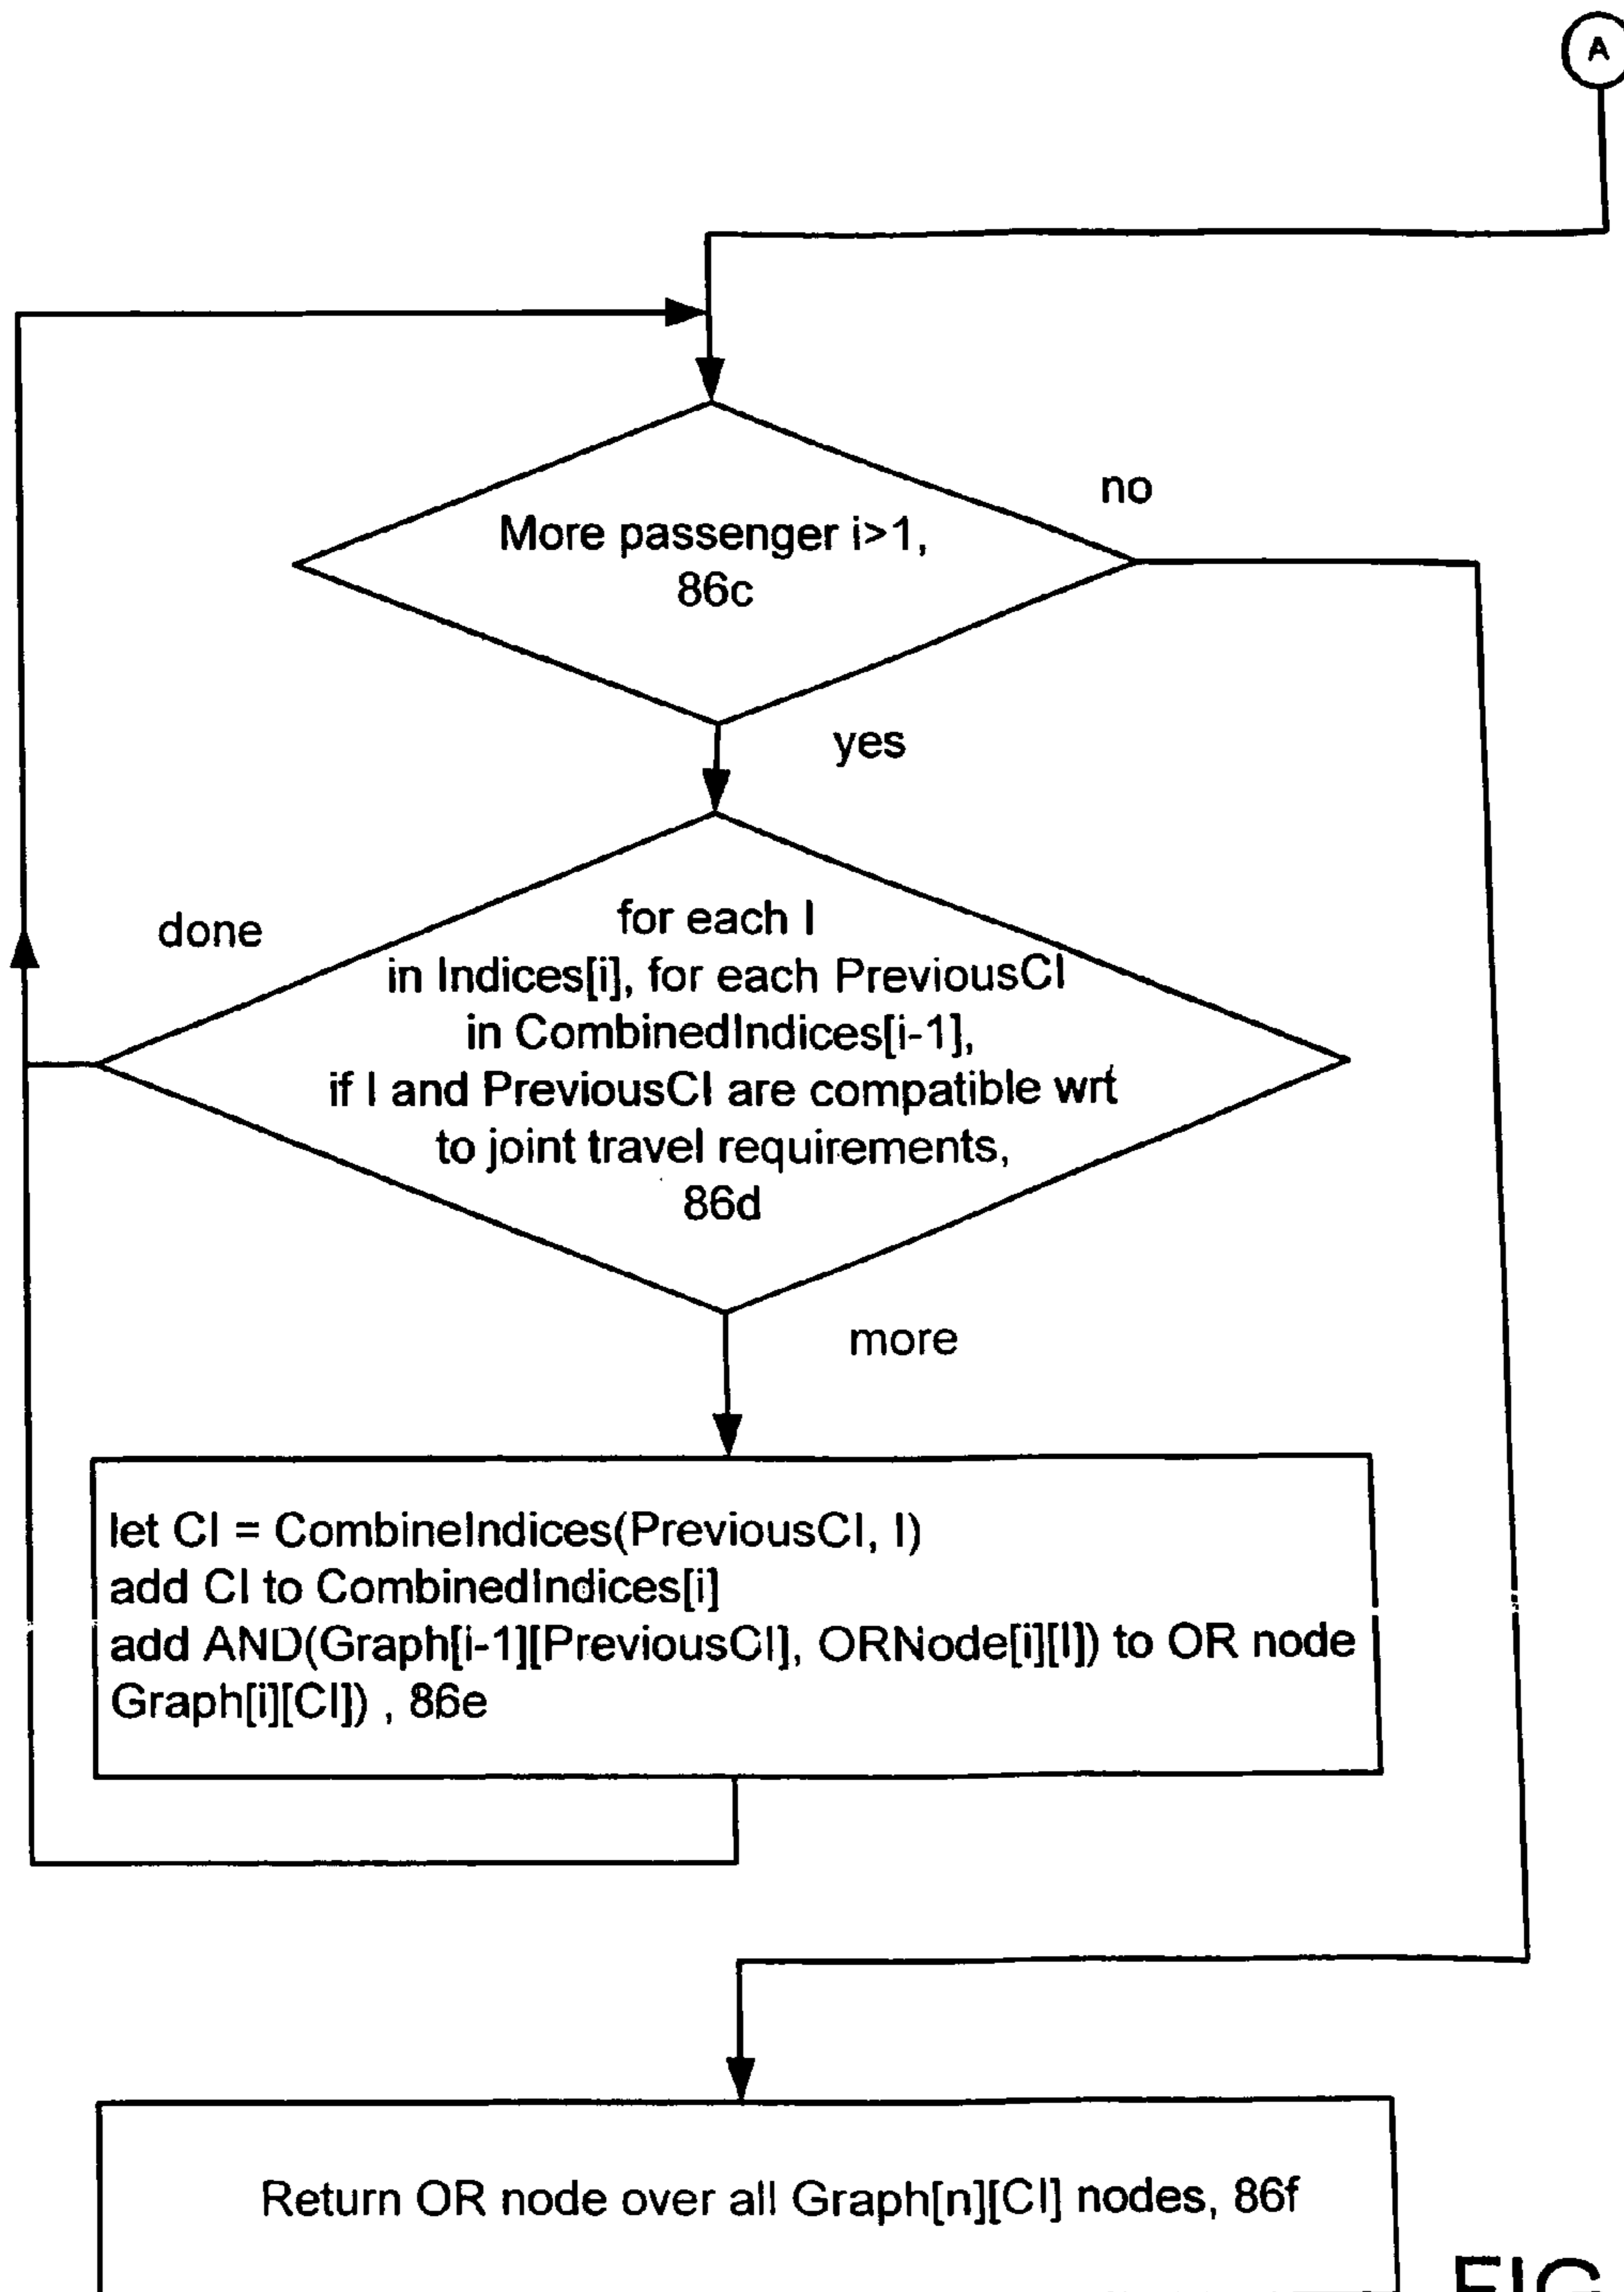 A
no
More passenger i>1,
86c
yes
done
for each I
in Indices[i], for each PreviousCI
in CombinedIndices[i-1],
if I and PreviousCI are compatible wrt
to joint travel requirements,
86d
more
let CI = CombineIndices(PreviousCI, I)
add CI to CombinedIndices[i]
add AND(Graph[i-1][PreviousCI], ORNode[i][I]) to OR node
Graph[i][CI]) , 86e
Return OR node over all Graph[n][CI] nodes, 86f
FIG